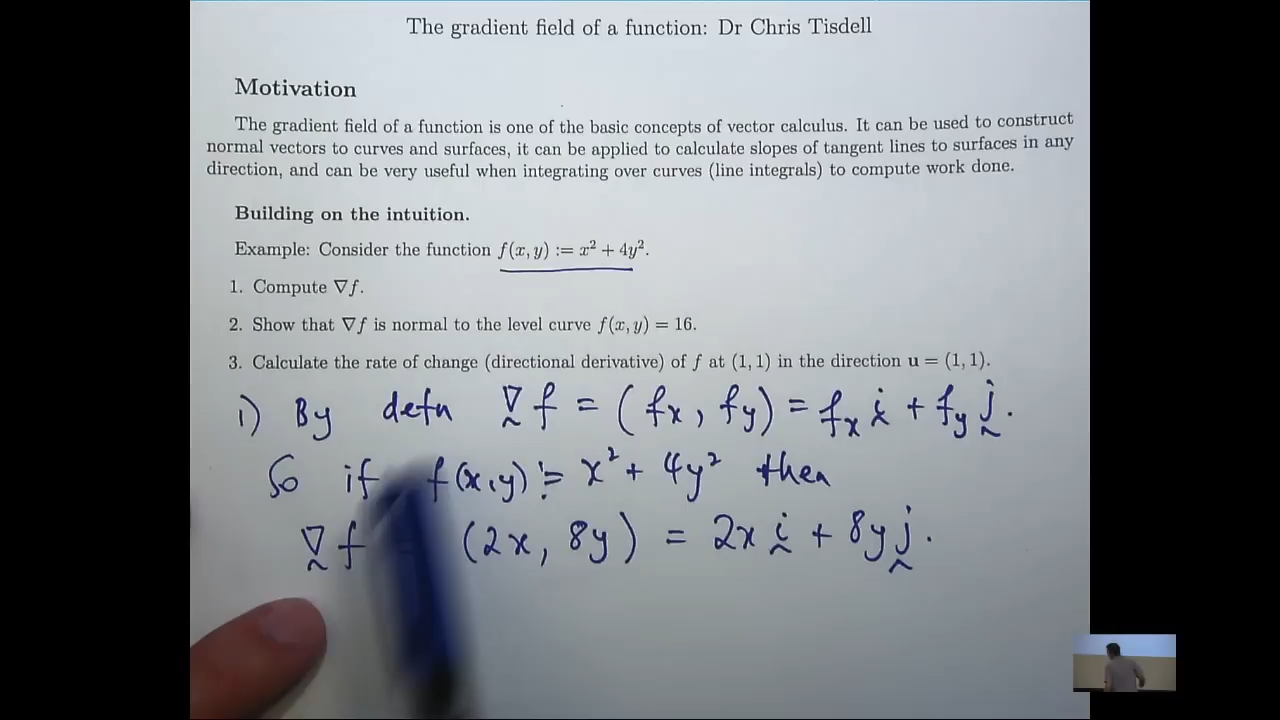 The gradient field of a function: Dr Chris Tisdell
Motivation
The gradient field of a function is one of the basic concepts of vector calculus. It can be used to construct
normal vectors to curves and surfaces, it can be applied to calculate slopes of tangent lines to surfaces in any
direction, and can be very useful when integrating over curves (line integrals) to compute work done.
Building on the intuition.
Example: Consider the function f(x, y) := x² + 4y².
1. Compute ∇f.
2. Show that ∇f is normal to the level curve f(x, y) = 16.
3. Calculate the rate of change (directional derivative) of f at (1, 1) in the direction u = (1, 1).
1) By defn ∇f = (fx, fy) = fx i + fy j.
So if f(x,y) := x² + 4y² then
∇f (2x, 8y) = 2x i + 8y j.